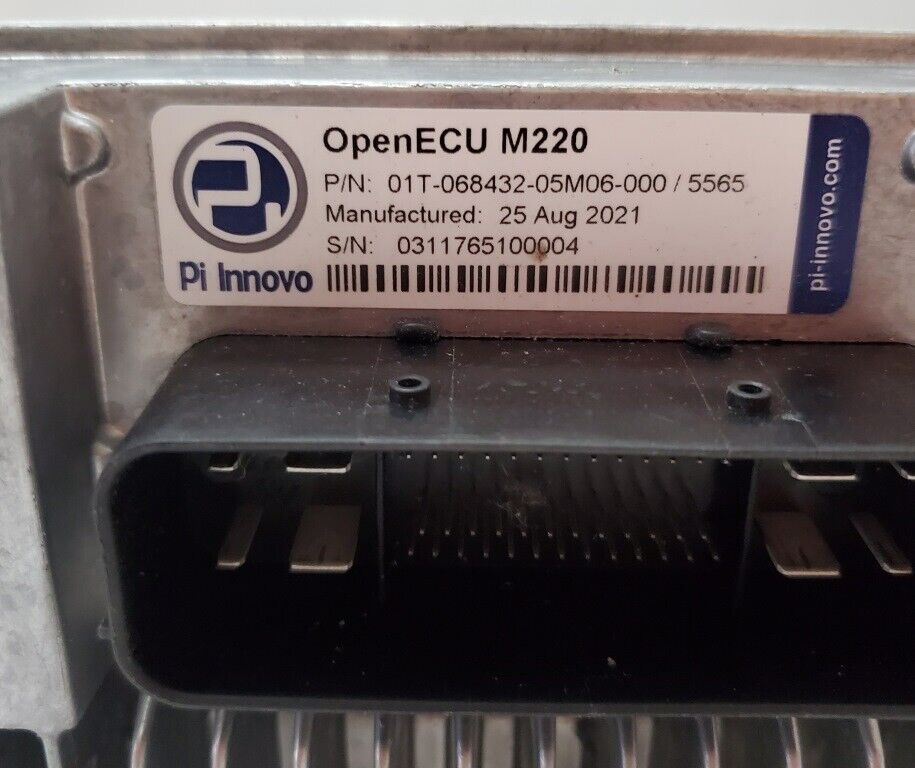 OpenECU M220
P/N: 01T-068432-05M06-000 / 5565
Manufactured: 25 Aug 2021
S/N: 0311765100004
Pi Innovo
pi-innovo.com